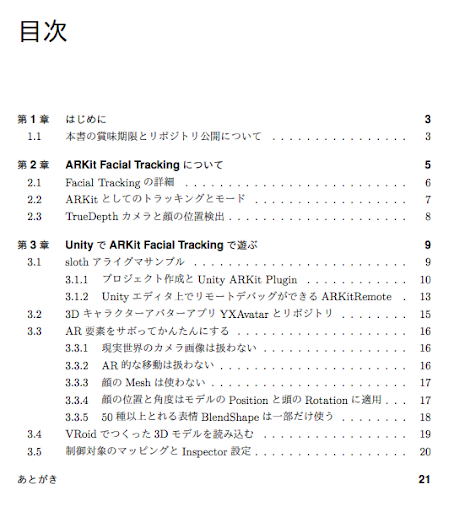 目次
第1章 はじめに 3
1.1 本書の賞味期限とリポジトリ公開について . . . . . . . . . . . . . . . . . 3
第2章 ARKit Facial Tracking について 5
2.1 Facial Tracking の詳細 . . . . . . . . . . . . . . . . . . . . . . . . . . 6
2.2 ARKit としてのトラッキングとモード . . . . . . . . . . . . . . . . . . . 7
2.3 TrueDepth カメラと顔の位置検出 . . . . . . . . . . . . . . . . . . . . . . 8
第3章 Unity で ARKit Facial Tracking で遊ぶ 9
3.1 sloth アライグマサンプル . . . . . . . . . . . . . . . . . . . . . . . . . 9
3.1.1 プロジェクト作成と Unity ARKit Plugin . . . . . . . . . . . . 10
3.1.2 Unity エディタ上でリモートデバッグができる ARKitRemote . 13
3.2 3D キャラクターアバターアプリ YXAvatar とリポジトリ . . . . . . . . . 15
3.3 AR 要素をサボってかんたんにする . . . . . . . . . . . . . . . . . . . . . 16
3.3.1 現実世界のカメラ画像は扱わない . . . . . . . . . . . . . . . . . 16
3.3.2 AR 的な移動は扱わない . . . . . . . . . . . . . . . . . . . . . . 16
3.3.3 顔の Mesh は使わない . . . . . . . . . . . . . . . . . . . . . . . 17
3.3.4 顔の位置と角度はモデルの Position と頭の Rotation に適用 . . . 17
3.3.5 50 種以上とれる表情 BlendShape は一部だけ使う . . . . . . . . . 18
3.4 VRoid でつくった 3D モデルを読み込む . . . . . . . . . . . . . . . . . . 19
3.5 制御対象のマッピングと Inspector 設定 . . . . . . . . . . . . . . . . . . . 20
あとがき 21